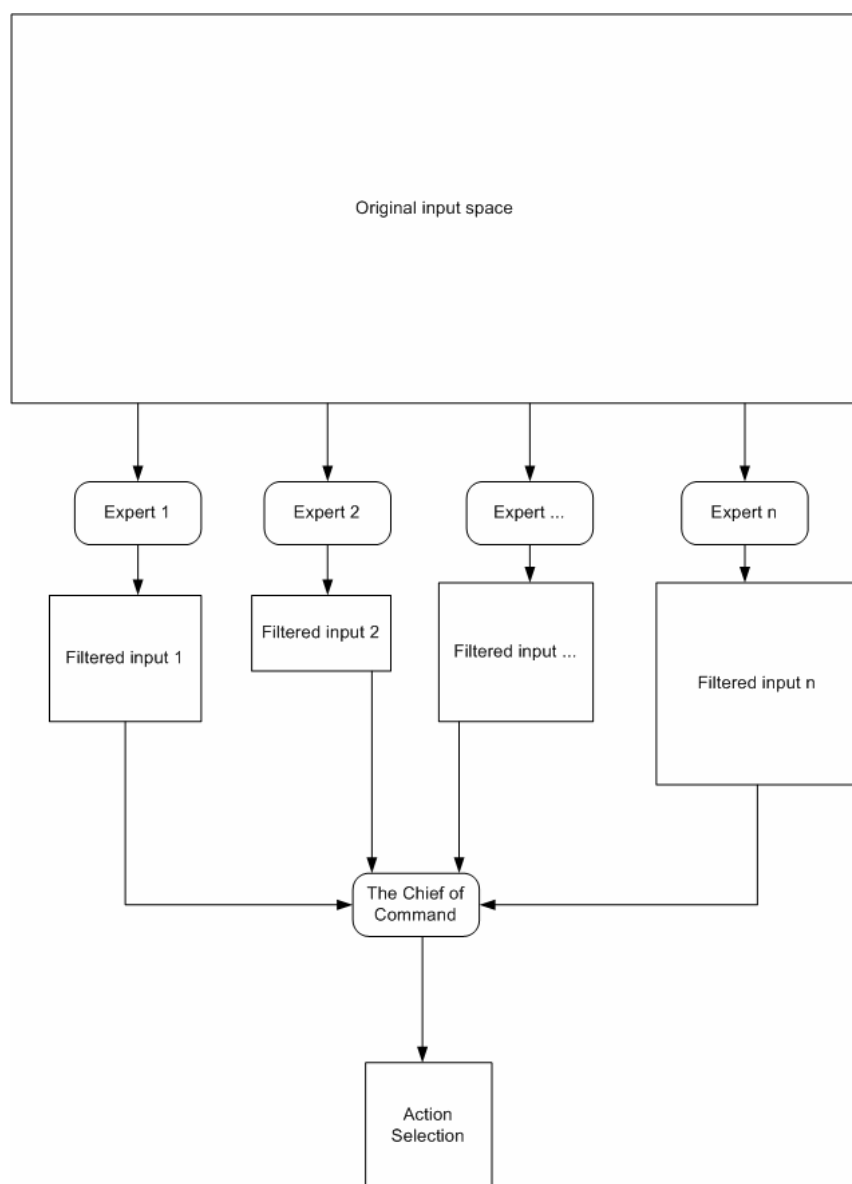 Original input space
Expert 1
Expert 2
Expert ...
Expert n
Filtered input 1
Filtered input 2
Filtered input ...
Filtered input n
The Chief of
Command
Action
Selection